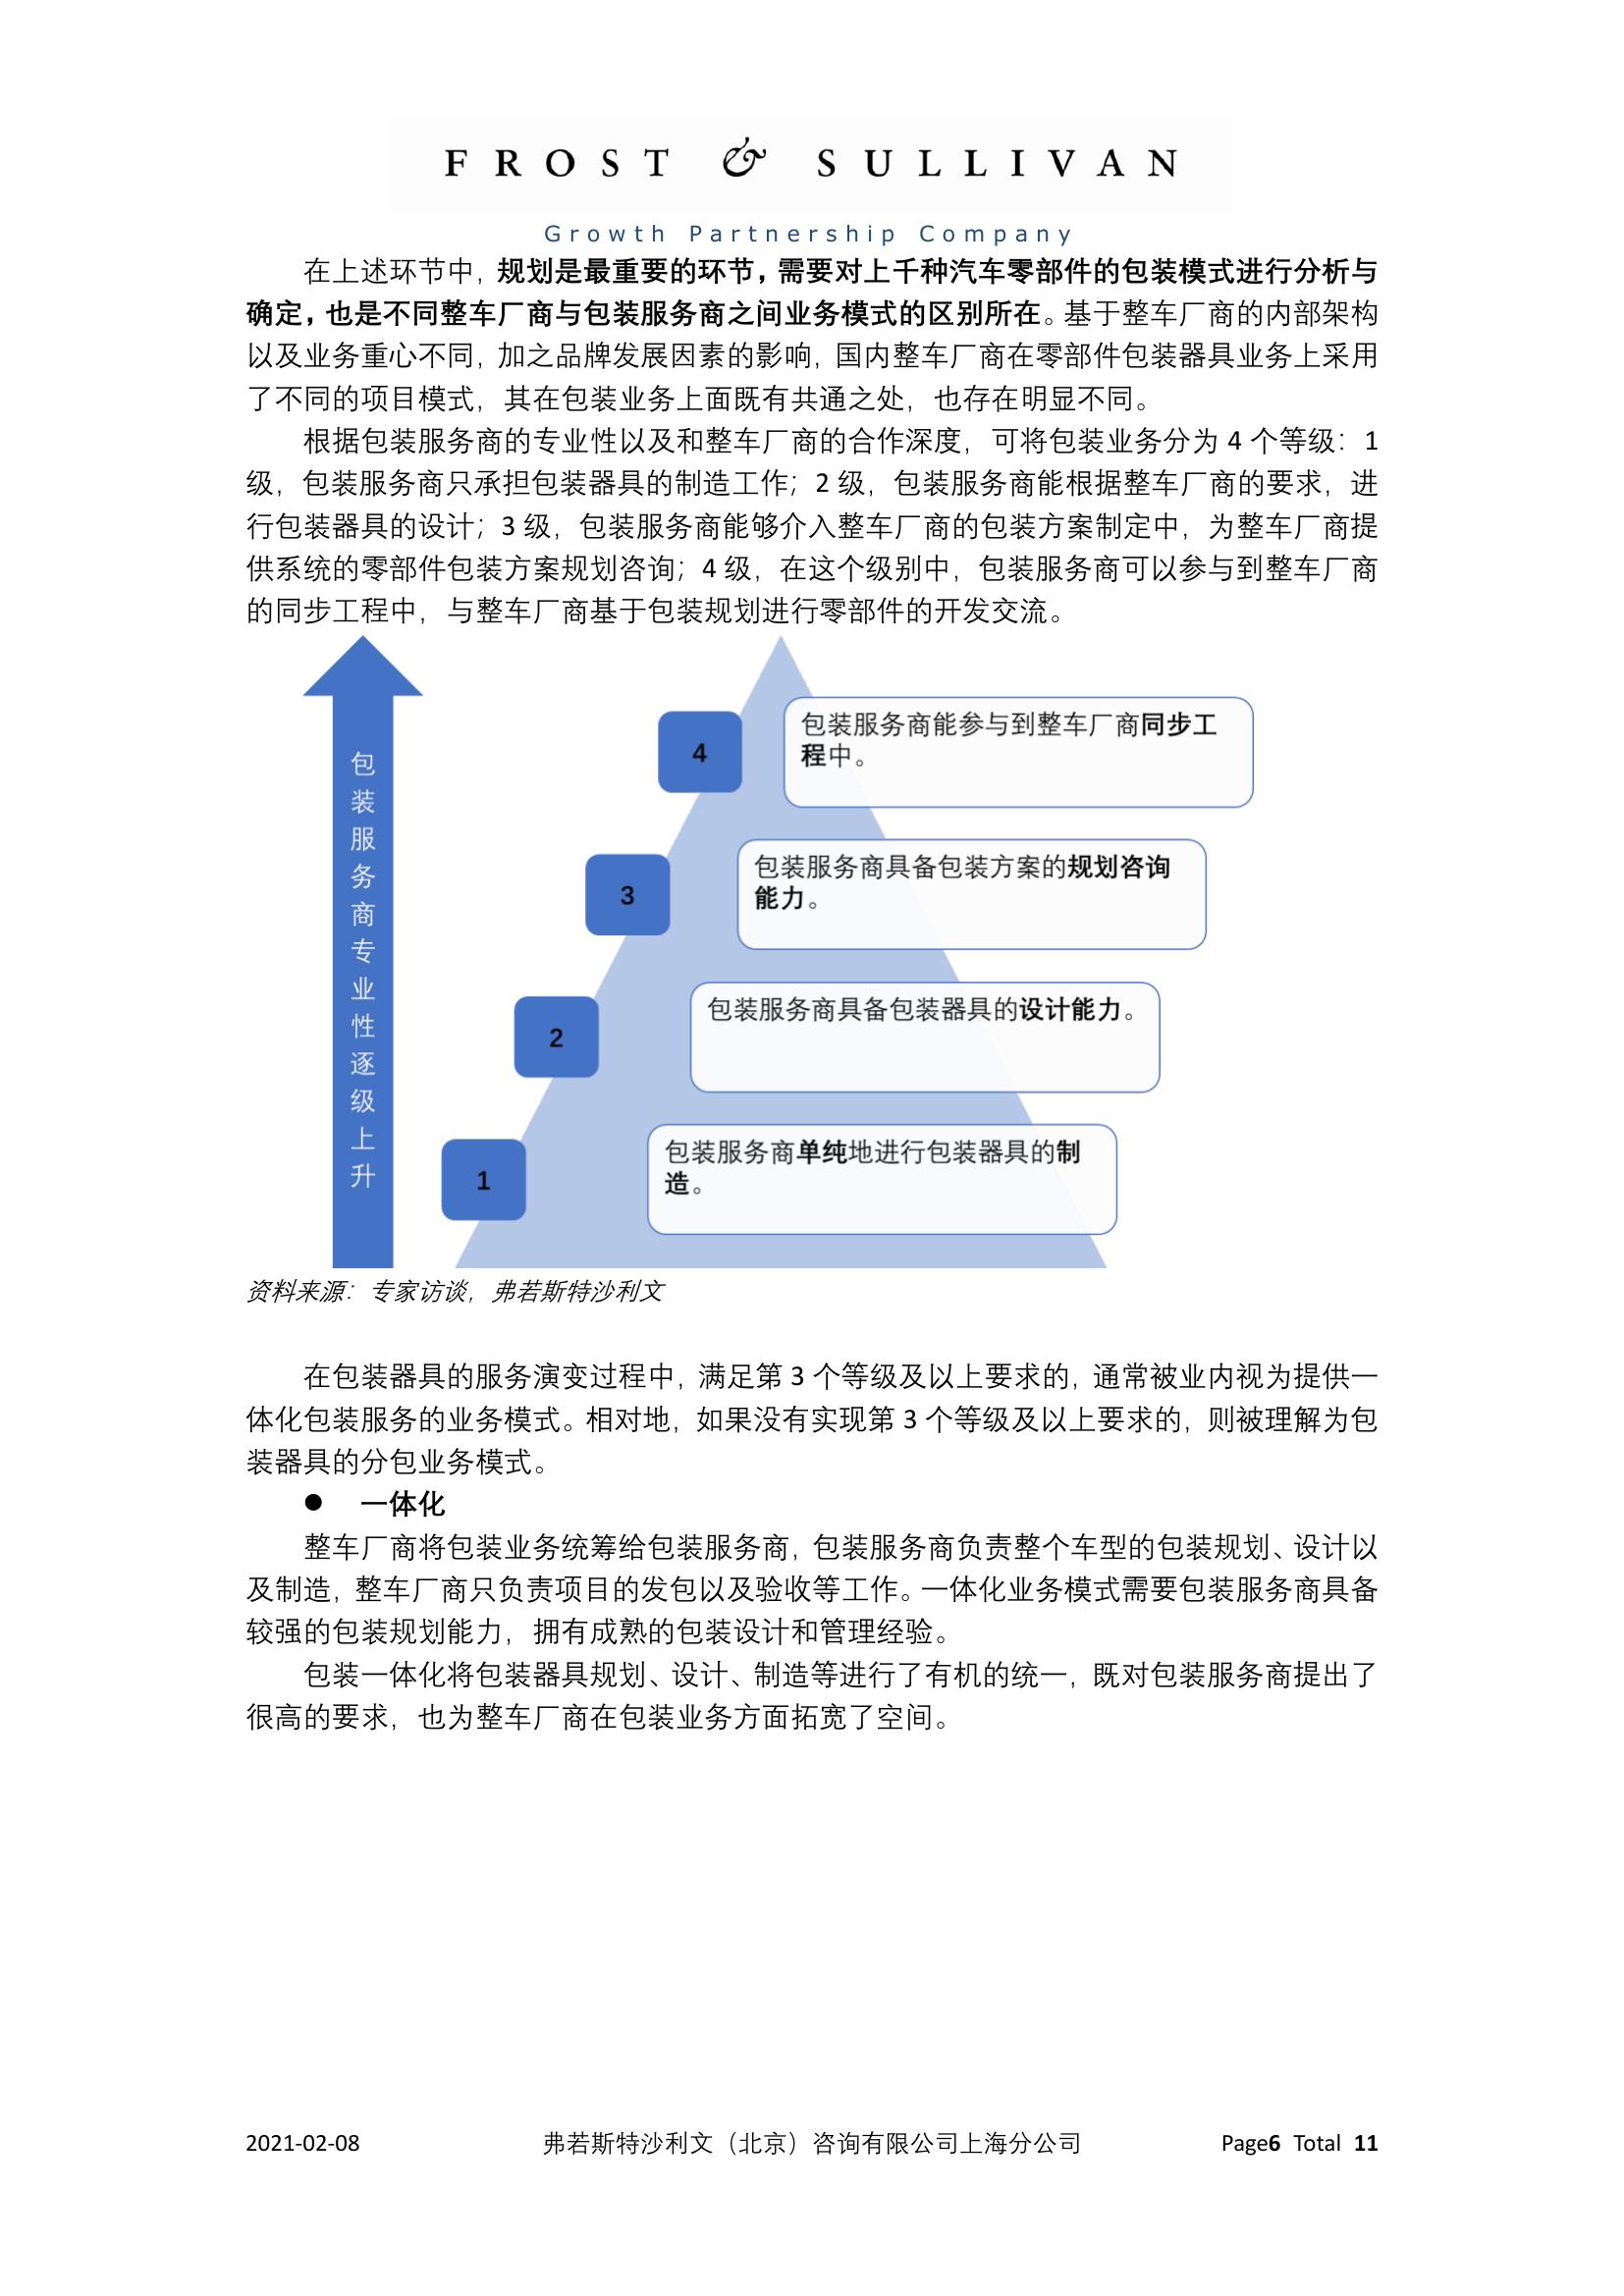 FROST & SULLIVAN
Growth Partnership Company
在上述环节中，规划是最重要的环节，需要对上千种汽车零部件的包装模式进行分析与
确定，也是不同整车厂商与包装服务商之间业务模式的区别所在。基于整车厂商的内部架构
以及业务重心不同，加之品牌发展因素的影响，国内整车厂商在零部件包装器具业务上采用
了不同的项目模式，其在包装业务上面既有共通之处，也存在明显不同。
根据包装服务商的专业性以及和整车厂商的合作深度，可将包装业务分为 4 个等级：1
级，包装服务商只承担包装器具的制造工作；2 级，包装服务商能根据整车厂商的要求，进
行包装器具的设计；3 级，包装服务商能够介入整车厂商的包装方案制定中，为整车厂商提
供系统的零部件包装方案规划咨询；4 级，在这个级别中，包装服务商可以参与到整车厂商
的同步工程中，与整车厂商基于包装规划进行零部件的开发交流。
包装服务商专业性逐级上升
4
包装服务商能参与到整车厂商同步工
程中。
3
包装服务商具备包装方案的规划咨询
能力。
2
包装服务商具备包装器具的设计能力。
1
包装服务商单纯地进行包装器具的制
造。
资料来源：专家访谈，弗若斯特沙利文
在包装器具的服务演变过程中，满足第 3 个等级及以上要求的，通常被业内视为提供一
体化包装服务的业务模式。相对地，如果没有实现第 3 个等级及以上要求的，则被理解为包
装器具的分包业务模式。
● 一体化
整车厂商将包装业务统筹给包装服务商，包装服务商负责整个车型的包装规划、设计以
及制造，整车厂商只负责项目的发包以及验收等工作。一体化业务模式需要包装服务商具备
较强的包装规划能力，拥有成熟的包装设计和管理经验。
包装一体化将包装器具规划、设计、制造等进行了有机的统一，既对包装服务商提出了
很高的要求，也为整车厂商在包装业务方面拓宽了空间。
2021-02-08 弗若斯特沙利文（北京）咨询有限公司上海分公司 Page6 Total 11